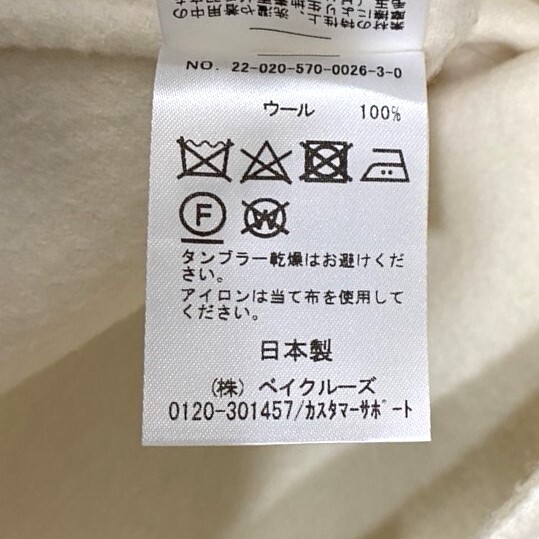 NO. 22-020-570-0026-3-0
ウール 100%
F
W
タンブラー乾燥はお避けくだ
さい。
アイロンは当て布を使用して
ください。
日本製
(株) ベイクルーズ
0120-301457/カスタマーサポート